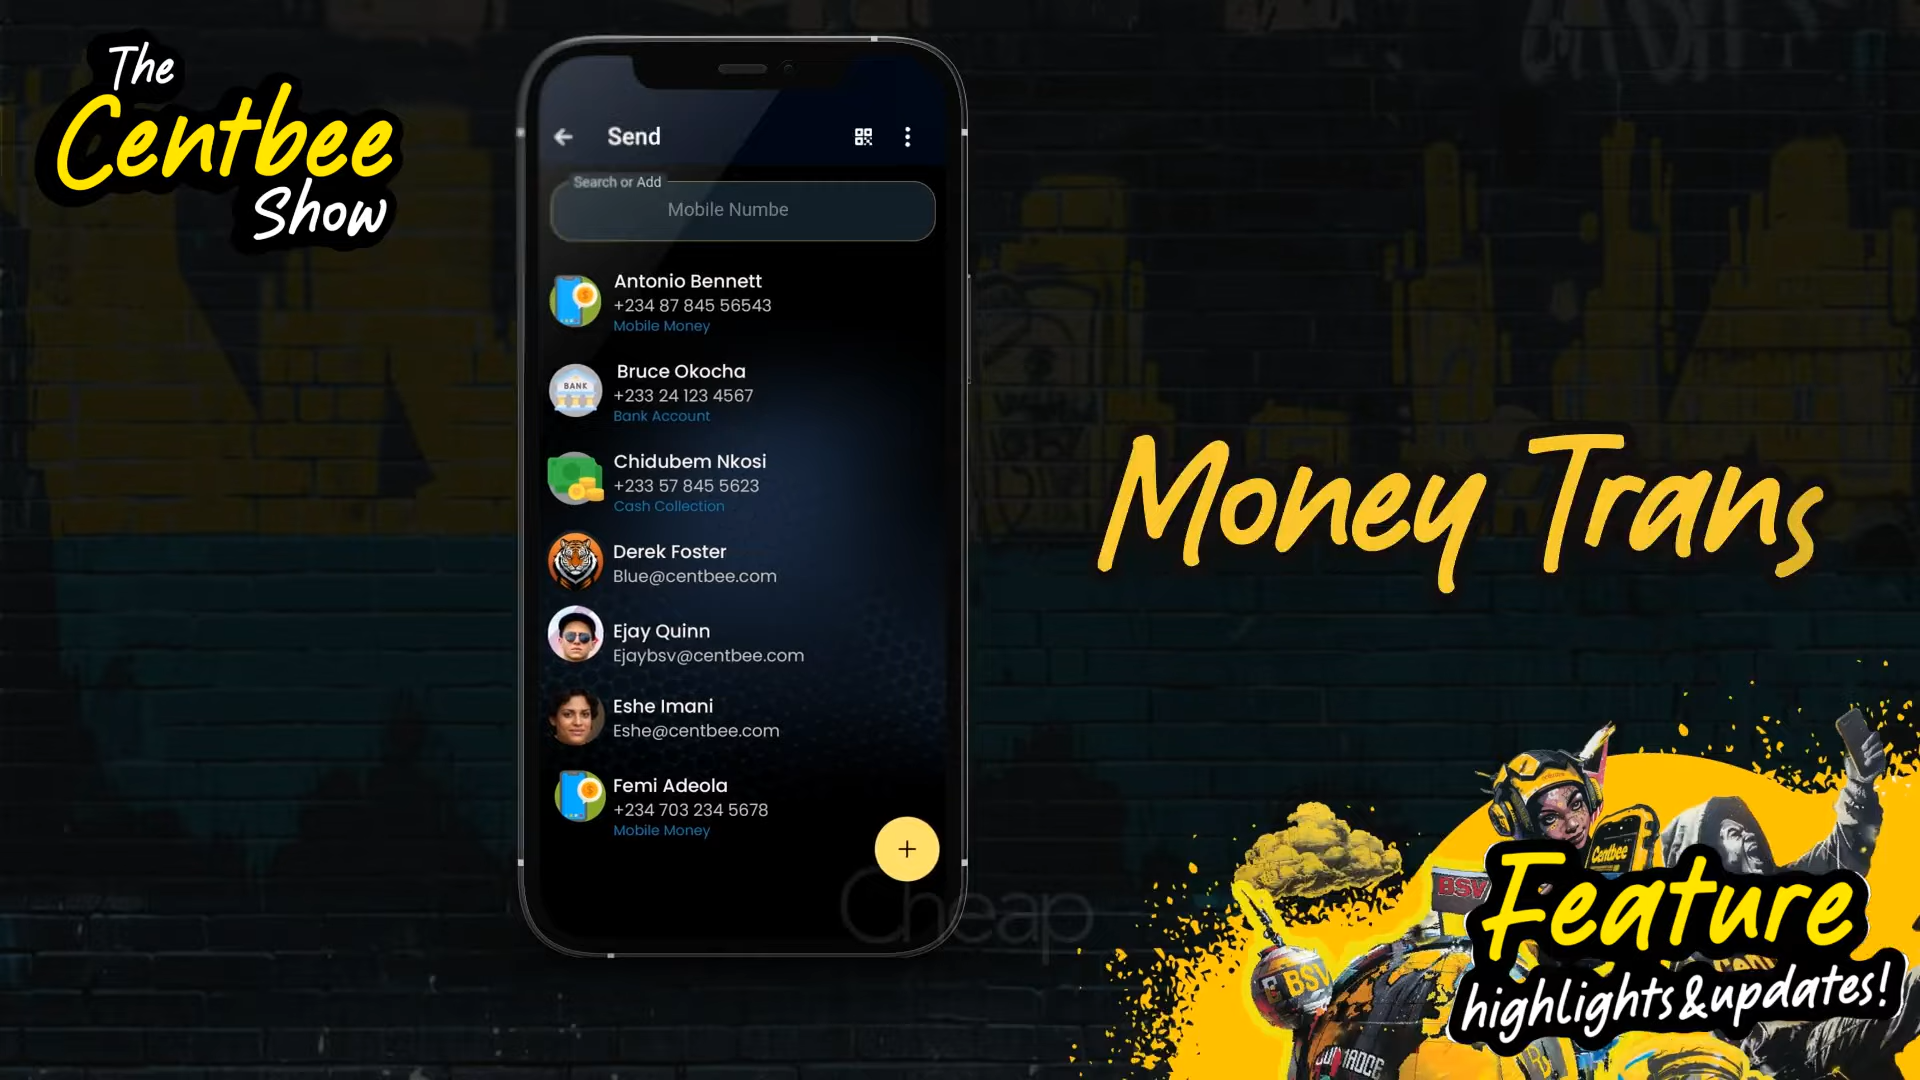 The
Centbee
Show
Send
Search or Add
Mobile Numbe
Antonio Bennett
+234 87 845 56543
Mobile Money
BANK
Bruce Okocha
+233 24 123 4567
Bank Account
Chidubem Nkosi
+233 57 845 5623
Cash Collection
Derek Foster
Blue@centbee.com
Ejay Quinn
Ejaybsv@centbee.com
Eshe Imani
Eshe@centbee.com
Femi Adeola
+234 703 234 5678
Mobile Money
+
Cheap
Money Trans
Centbee
BSV
BSV
Feature
highlights&updates!